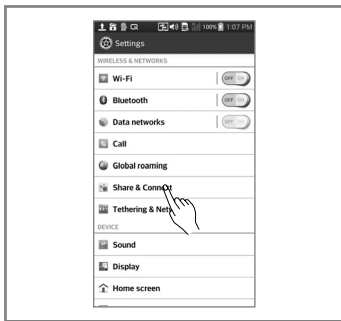 100% 1:07 PM
Settings
WIRELESS & NETWORKS
Wi-Fi OFF ON
Bluetooth OFF ON
Data networks OFF ON
Call
Global roaming
Share & Connect
Tethering & Net
DEVICE
Sound
Display
Home screen